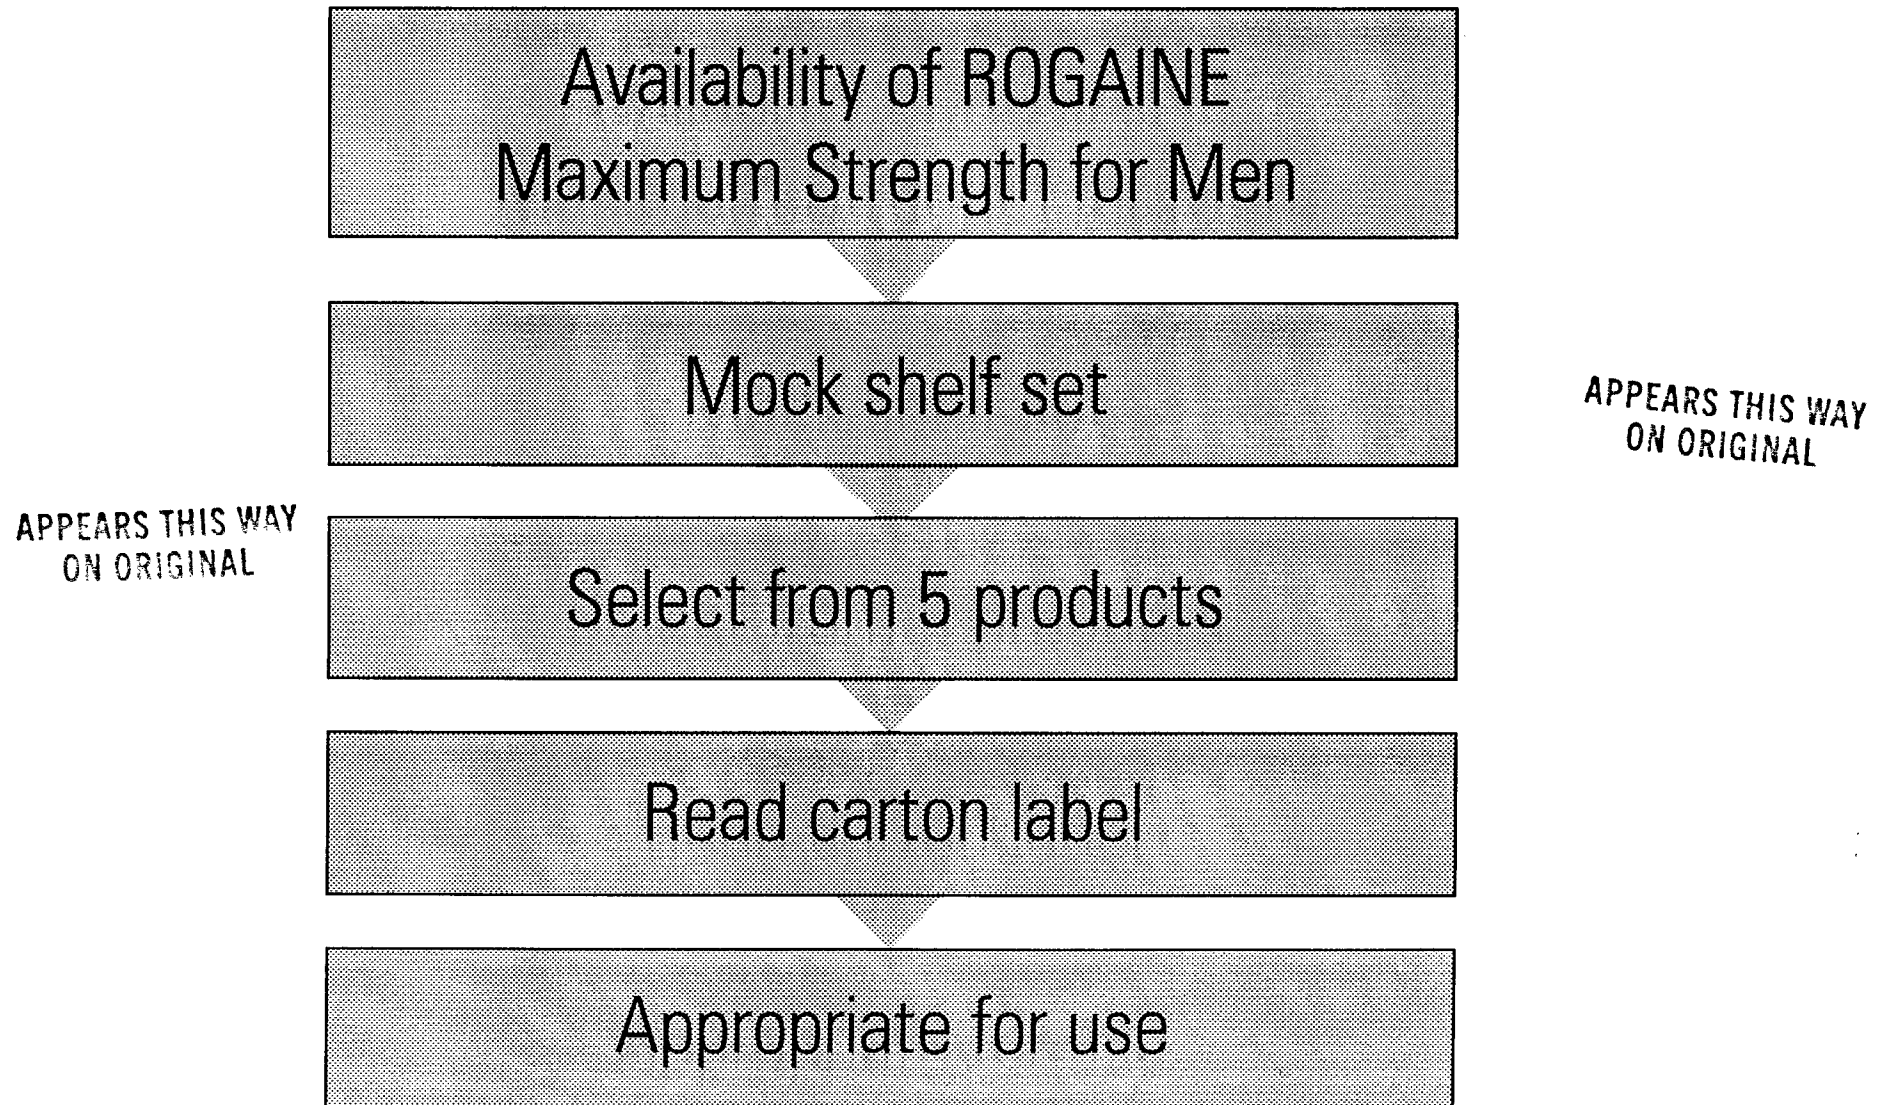 Availability of ROGAINE
Maximum Strength for Men
Mock shelf set
APPEARS THIS WAY
ON ORIGINAL
APPEARS THIS WAY
ON ORIGINAL
Select from 5 products
Read carton label
Appropriate for use